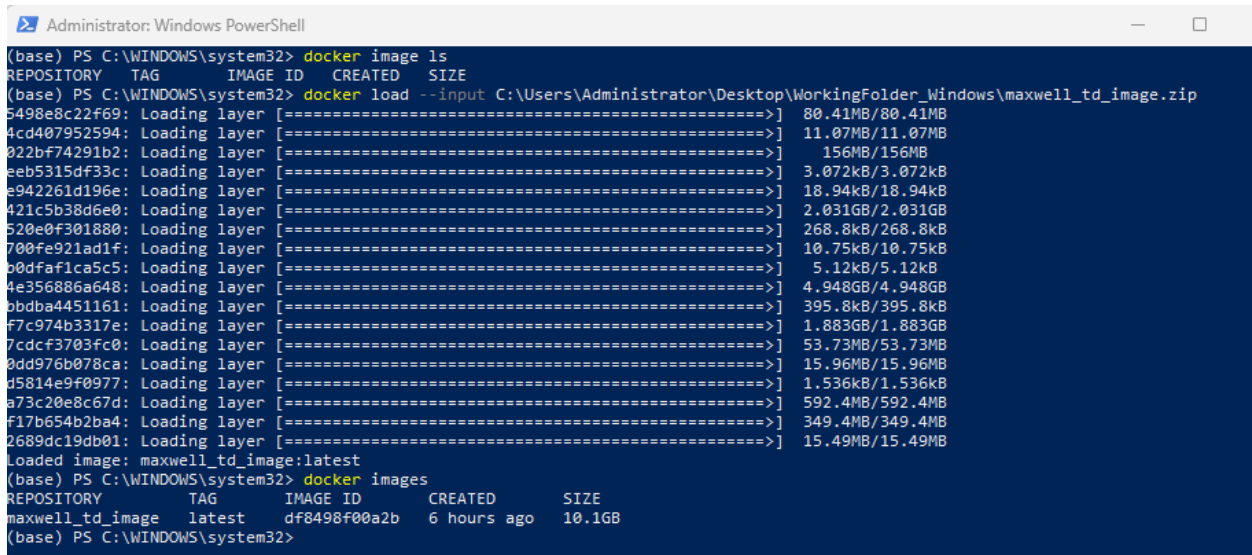 Administrator: Windows PowerShell
(base) PS C:\WINDOWS\system32> docker image ls
REPOSITORY   TAG       IMAGE ID   CREATED   SIZE
(base) PS C:\WINDOWS\system32> docker load --input C:\Users\Administrator\Desktop\WorkingFolder_Windows\maxwell_td_image.zip
5498e8c22f69: Loading layer [==================================================>]  80.41MB/80.41MB
4cd407952594: Loading layer [==================================================>]  11.07MB/11.07MB
022bf74291b2: Loading layer [==================================================>]    156MB/156MB
eeb5315df33c: Loading layer [==================================================>]  3.072kB/3.072kB
e942261d196e: Loading layer [==================================================>]  18.94kB/18.94kB
421c5b38d6e0: Loading layer [==================================================>]  2.031GB/2.031GB
520e0f301880: Loading layer [==================================================>]  268.8kB/268.8kB
700fe921ad1f: Loading layer [==================================================>]  10.75kB/10.75kB
b0dfaf1ca5c5: Loading layer [==================================================>]   5.12kB/5.12kB
4e356886a648: Loading layer [==================================================>]  4.948GB/4.948GB
bbdba4451161: Loading layer [==================================================>]  395.8kB/395.8kB
f7c974b3317e: Loading layer [==================================================>]  1.883GB/1.883GB
7cdcf3703fc0: Loading layer [==================================================>]  53.73MB/53.73MB
0dd976b078ca: Loading layer [==================================================>]  15.96MB/15.96MB
d5814e9f0977: Loading layer [==================================================>]  1.536kB/1.536kB
a73c20e8c67d: Loading layer [==================================================>]  592.4MB/592.4MB
f17b654b2ba4: Loading layer [==================================================>]  349.4MB/349.4MB
2689dc19db01: Loading layer [==================================================>]  15.49MB/15.49MB
Loaded image: maxwell_td_image:latest
(base) PS C:\WINDOWS\system32> docker images
REPOSITORY         TAG       IMAGE ID       CREATED       SIZE
maxwell_td_image   latest    df8498f00a2b   6 hours ago   10.1GB
(base) PS C:\WINDOWS\system32>